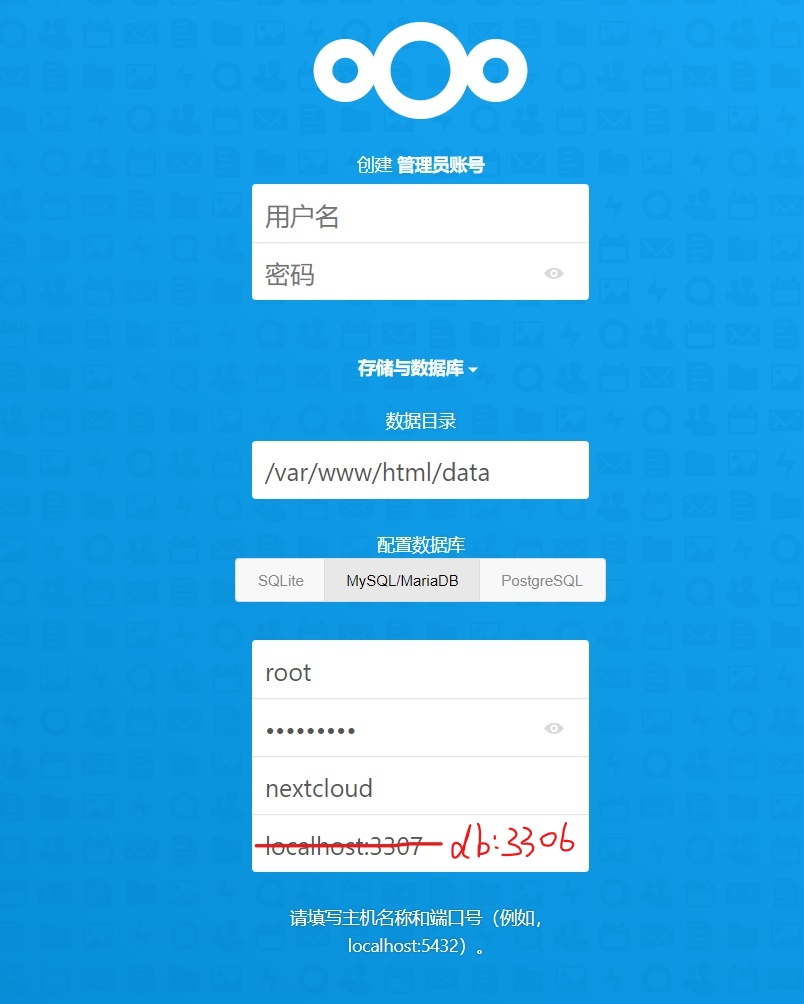 创建 管理员账号
用户名
密码
存储与数据库
数据目录
/var/www/html/data
配置数据库
SQLite MySQL/MariaDB PostgreSQL
root
•••••••••
nextcloud
localhost:3307 db:3306
请填写主机名称和端口号（例如，
localhost:5432）。